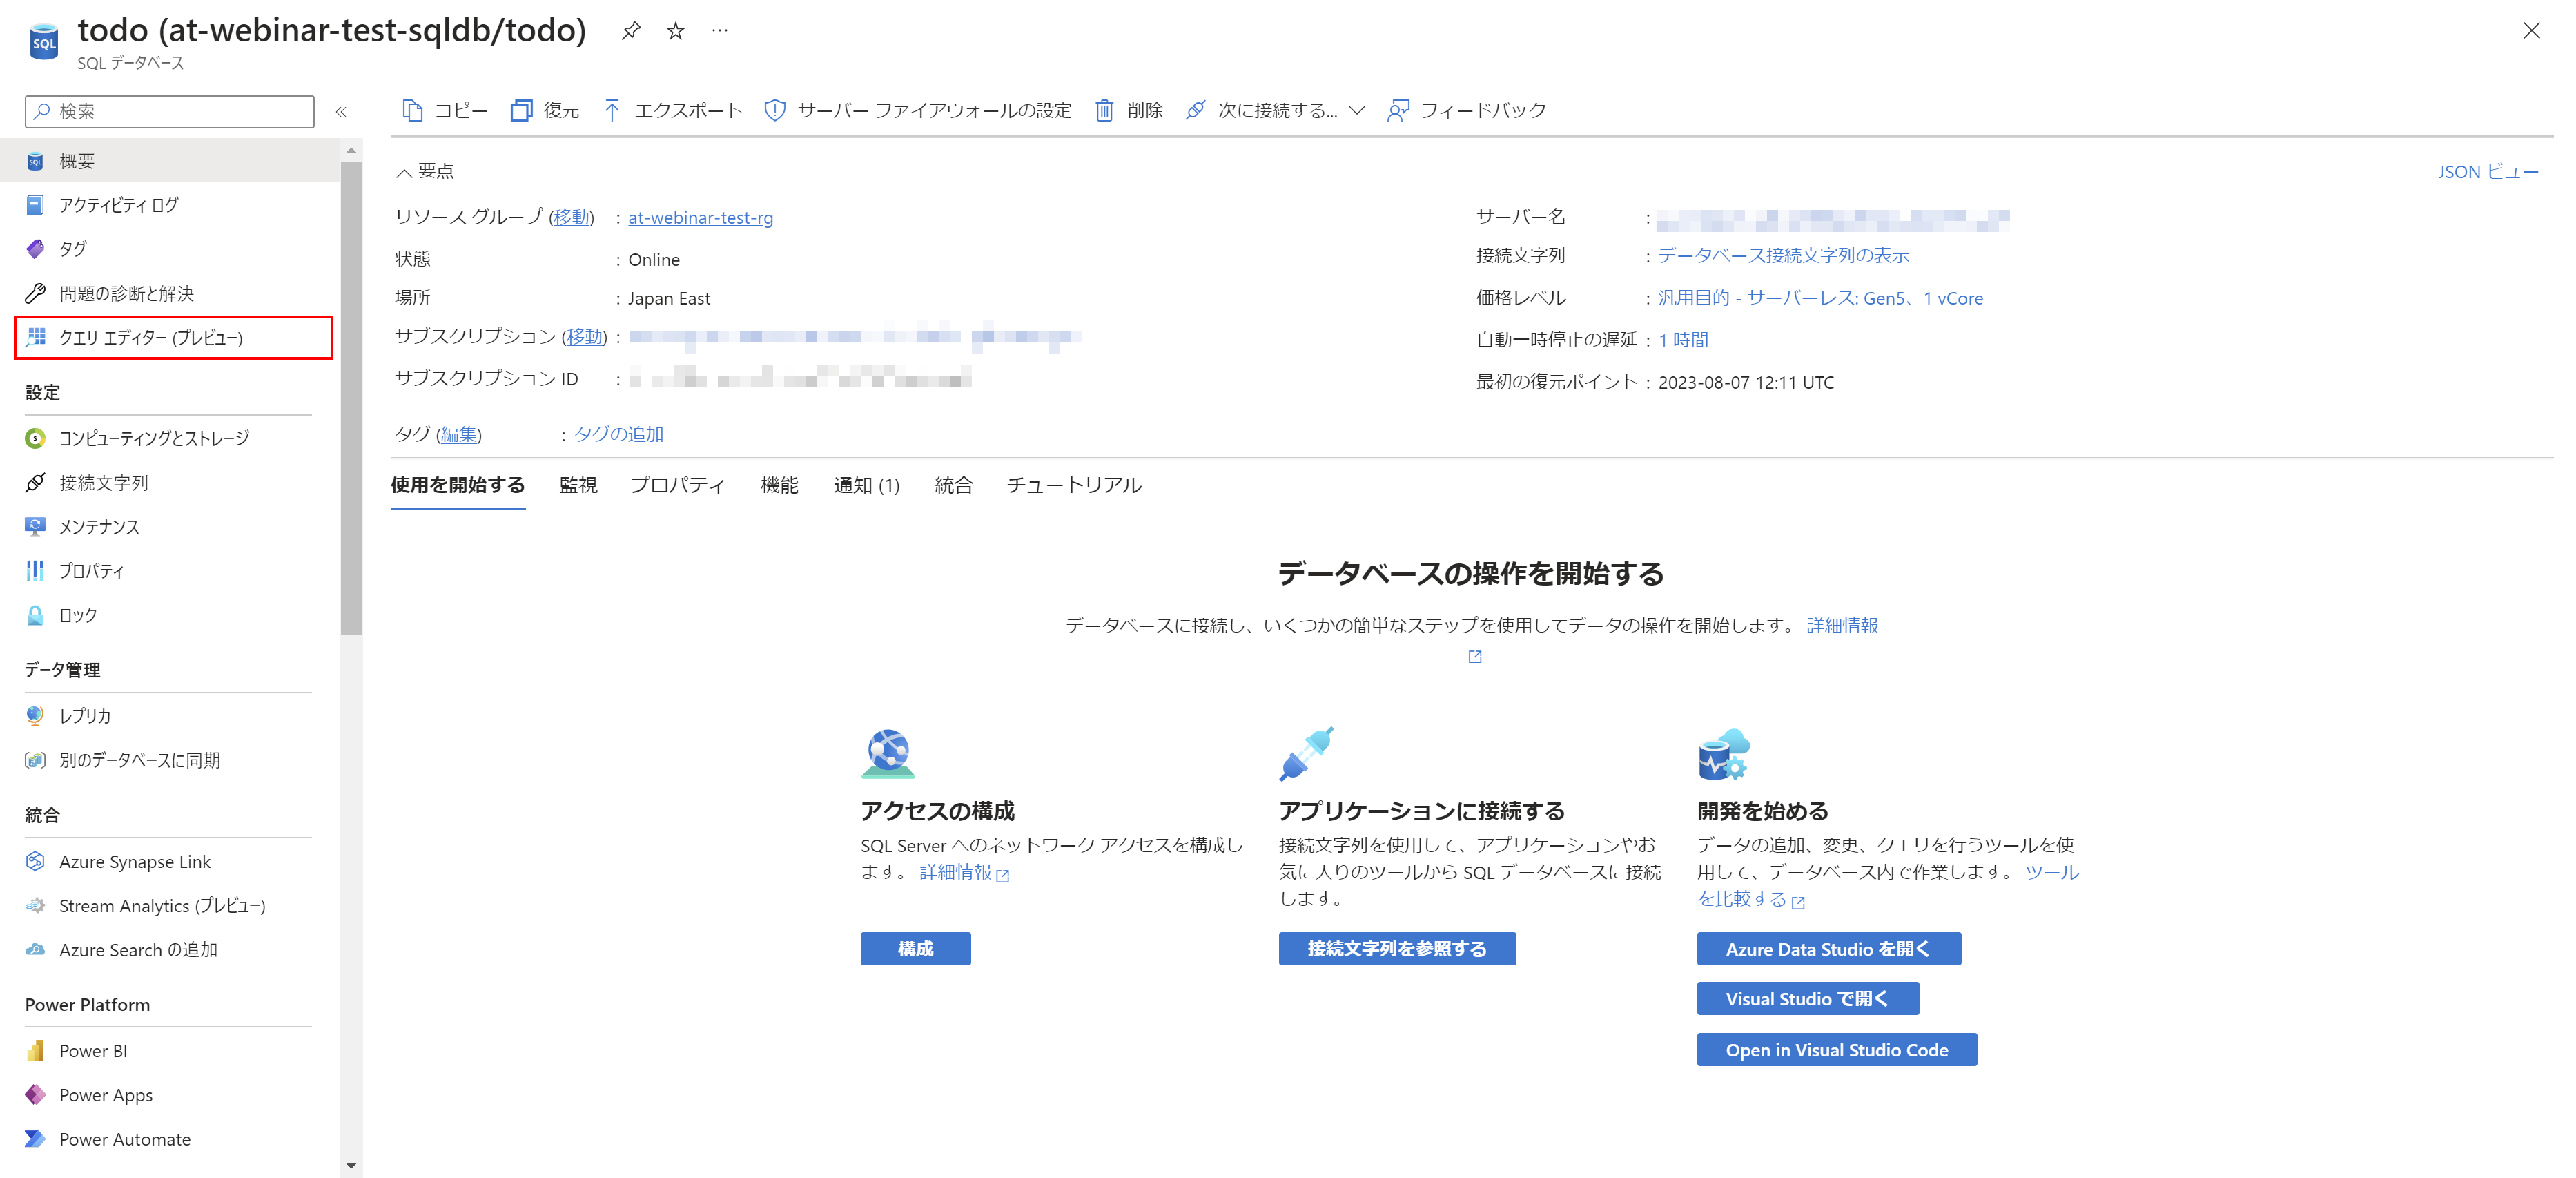 todo (at-webinar-test-sqldb/todo)
SQL データベース
検索
概要
アクティビティ ログ
タグ
問題の診断と解決
クエリ エディター (プレビュー)
設定
コンピューティングとストレージ
接続文字列
メンテナンス
プロパティ
ロック
データ管理
レプリカ
別のデータベースに同期
統合
Azure Synapse Link
Stream Analytics (プレビュー)
Azure Search の追加
Power Platform
Power BI
Power Apps
Power Automate
コピー 復元 エクスポート サーバー ファイアウォールの設定 削除 次に接続する... フィードバック
要点
JSON ビュー
リソース グループ (移動) : at-webinar-test-rg
状態 : Online
場所 : Japan East
サブスクリプション (移動) :
サブスクリプション ID :
タグ (編集) : タグの追加
サーバー名 :
接続文字列 : データベース接続文字列の表示
価格レベル : 汎用目的 - サーバーレス: Gen5、1 vCore
自動一時停止の遅延 : 1 時間
最初の復元ポイント : 2023-08-07 12:11 UTC
使用を開始する 監視 プロパティ 機能 通知 (1) 統合 チュートリアル
データベースの操作を開始する
データベースに接続し、いくつかの簡単なステップを使用してデータの操作を開始します。 詳細情報
アクセスの構成
SQL Server へのネットワーク アクセスを構成し
ます。 詳細情報
構成
アプリケーションに接続する
接続文字列を使用して、アプリケーションやお
気に入りのツールから SQL データベースに接続
します。
接続文字列を参照する
開発を始める
データの追加、変更、クエリを行うツールを使
用して、データベース内で作業します。 ツール
を比較する
Azure Data Studio を開く
Visual Studio で開く
Open in Visual Studio Code